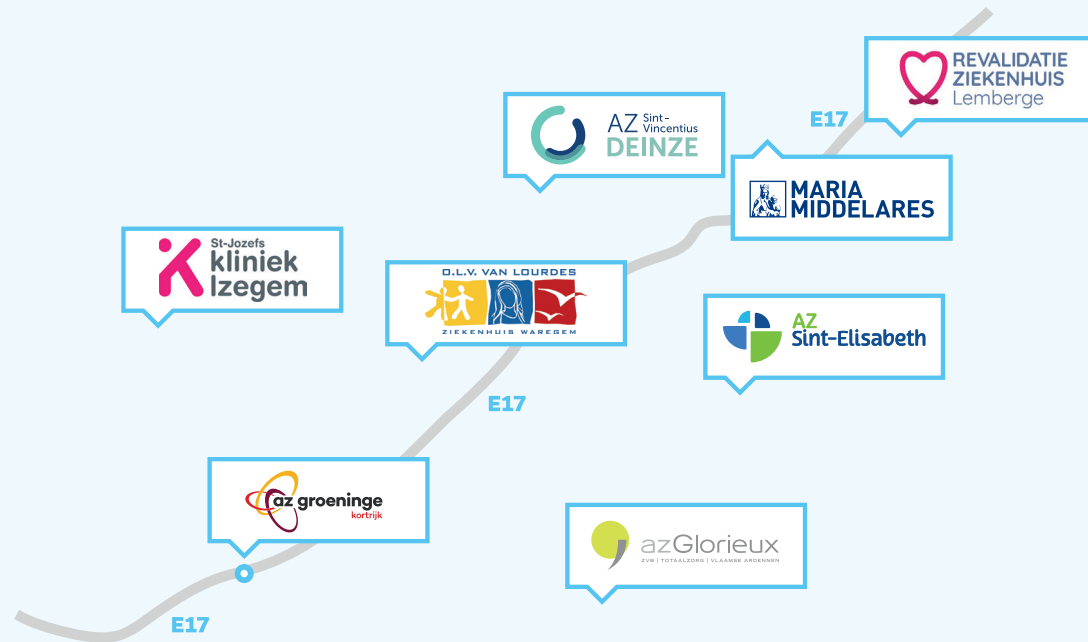 REVALIDATIE
ZIEKENHUIS
Lemberge
E17
AZ Sint-
Vincentius
DEINZE
MARIA
MIDDELARES
St-Jozefs
kliniek
Izegem
O.L.V. VAN LOURDES
ZIEKENHUIS WAREGEM
AZ
Sint-Elisabeth
E17
az groeninge
kortrijk
azGlorieux
ZVB | TOTAALZORG | VLAAMSE ARDENNEN
E17